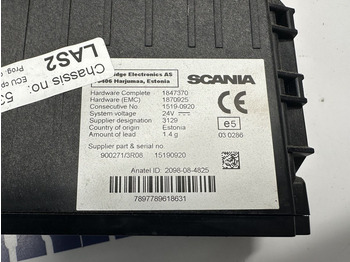 Chassis no: 53
LAS2
ECU
Prog
idge Electronics AS
406 Harjumaa, Estonia
SCANIA
Hardware Complete 1847370
Hardware (EMC) 1870925
Consecutive No 1519-0920
System voltage 24V
Supplier designation 3129
Country of origin Estonia
Amount of lead 1.4 g
CE
e5
03 0286
Supplier part & serial no.
900271/3R08 15190920
Anatel ID: 2098-08-4825
7897789618631